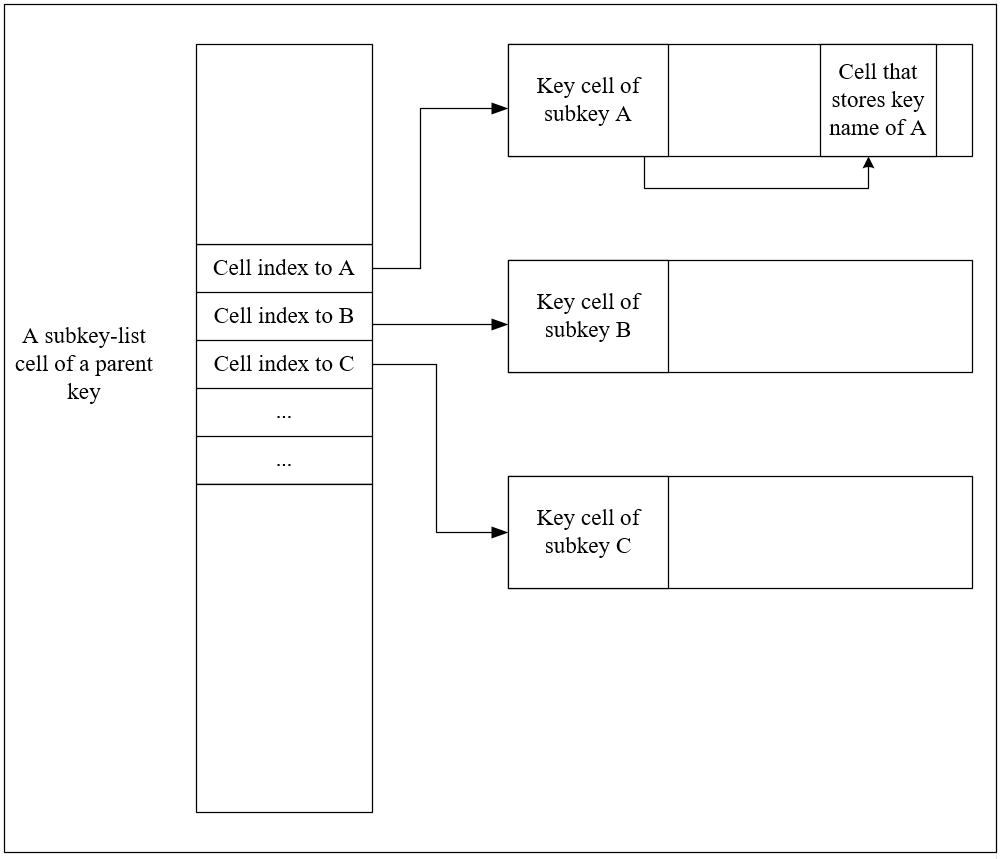 A subkey-list
cell of a parent
key
Cell index to A
Cell index to B
Cell index to C
...
...
Key cell of
subkey A
Cell that
stores key
name of A
Key cell of
subkey B
Key cell of
subkey C